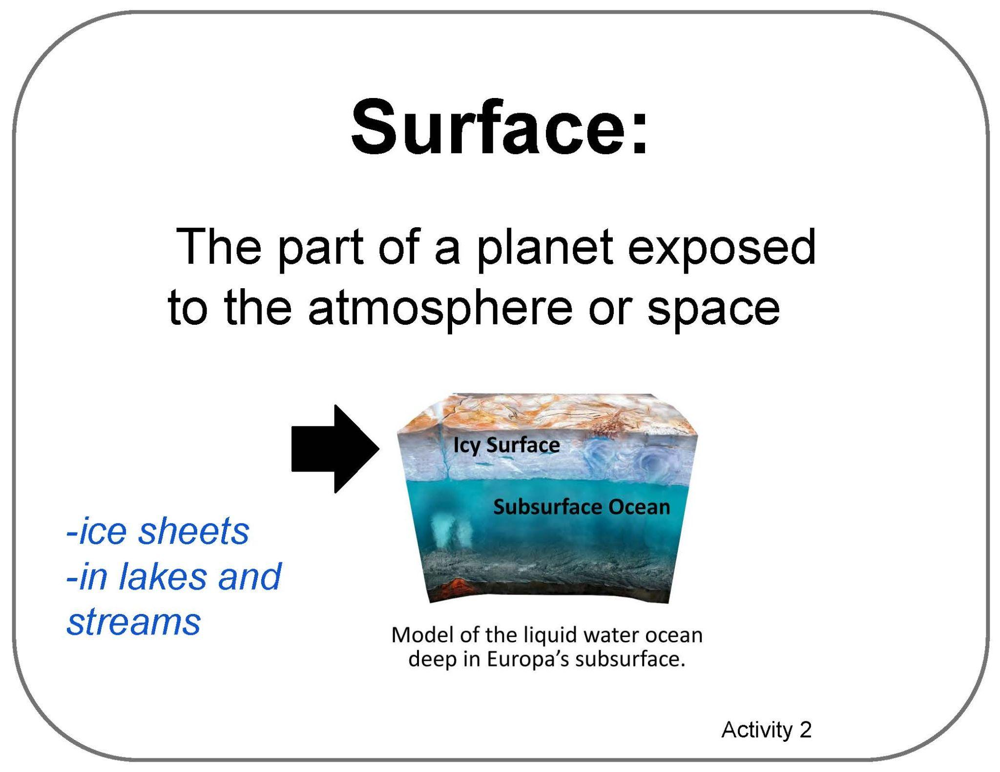 Surface:
The part of a planet exposed
to the atmosphere or space
Icy Surface
Subsurface Ocean
-ice sheets
-in lakes and
streams
Model of the liquid water ocean
deep in Europa’s subsurface.
Activity 2